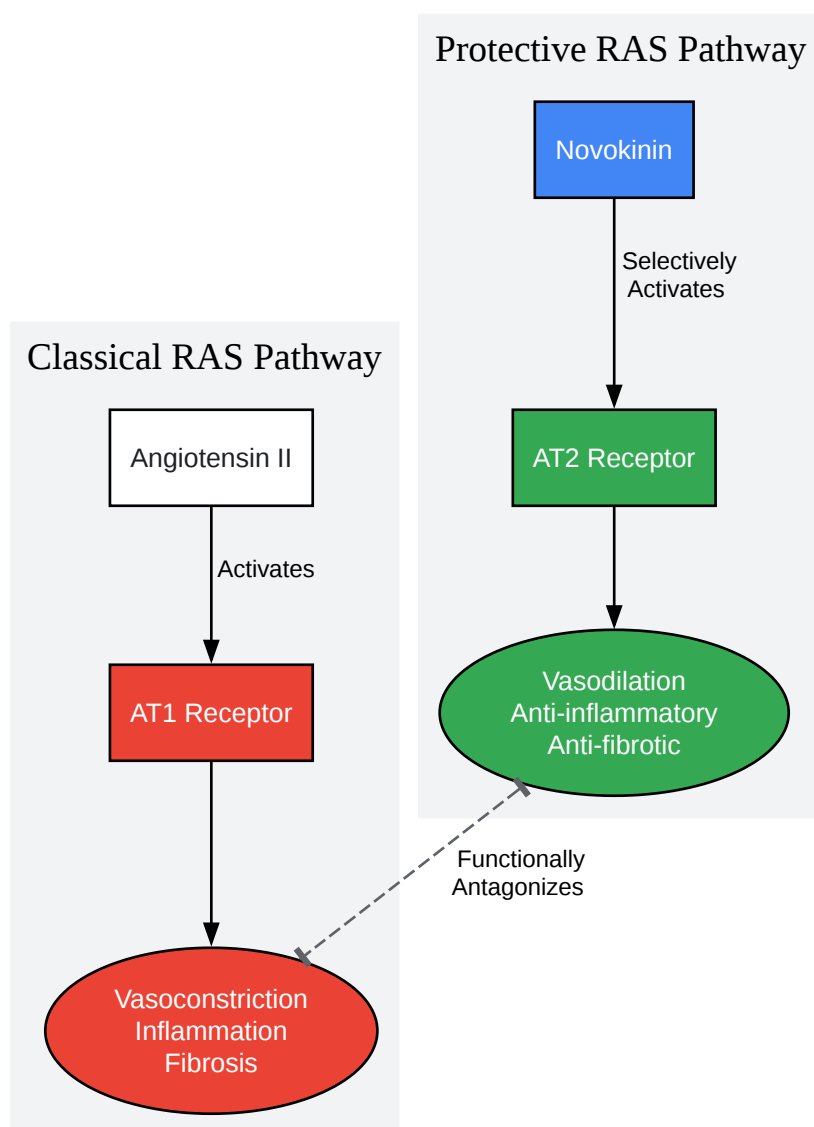 Protective RAS Pathway
Novokinin
Selectively
Activates
AT2 Receptor
Vasodilation
Anti-inflammatory
Anti-fibrotic
Classical RAS Pathway
Angiotensin II
Activates
AT1 Receptor
Vasoconstriction
Inflammation
Fibrosis
Functionally
Antagonizes